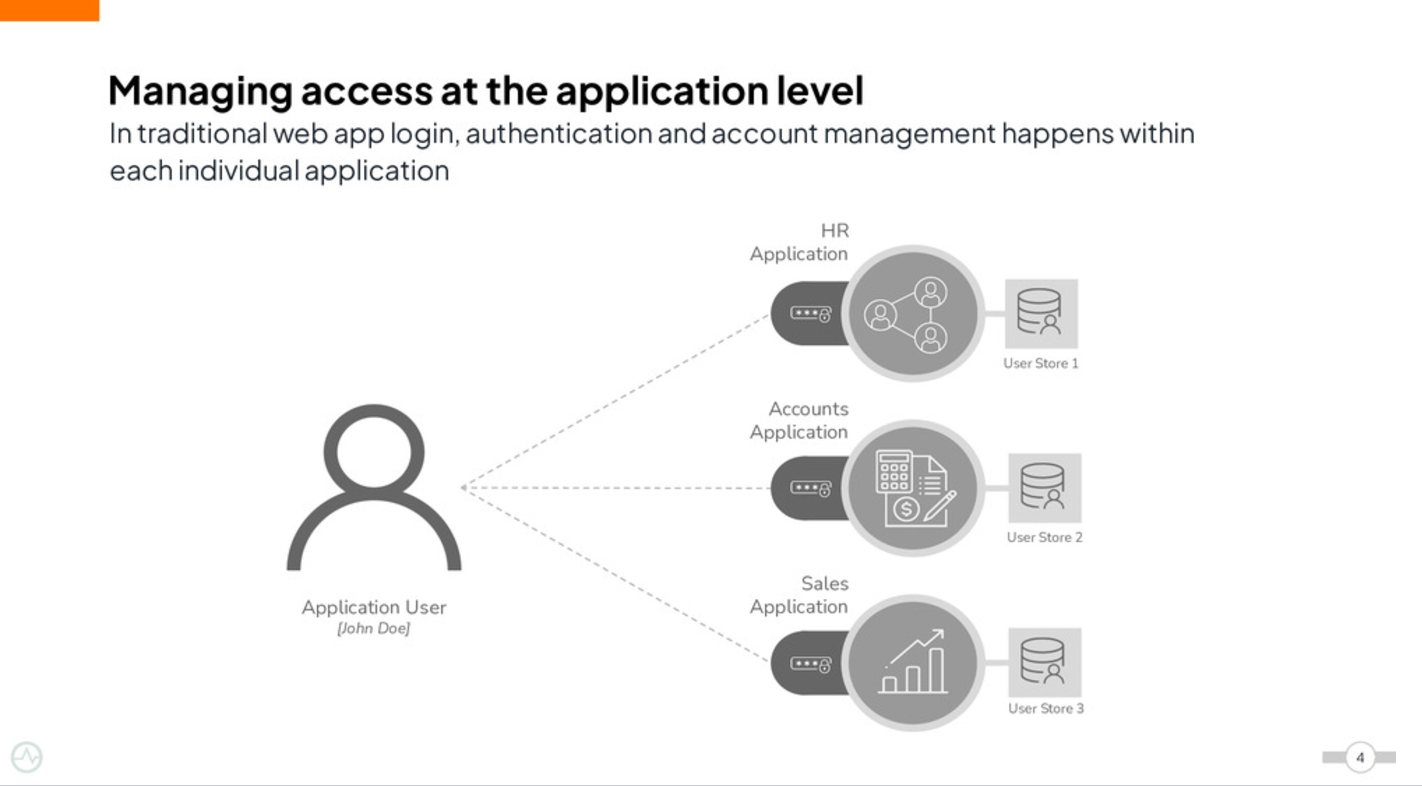 Managing access at the application level
In traditional web app login, authentication and account management happens within
each individual application
HR
Application
User Store 1
Accounts
Application
User Store 2
Application User
[John Doe]
Sales
Application
User Store 3
4